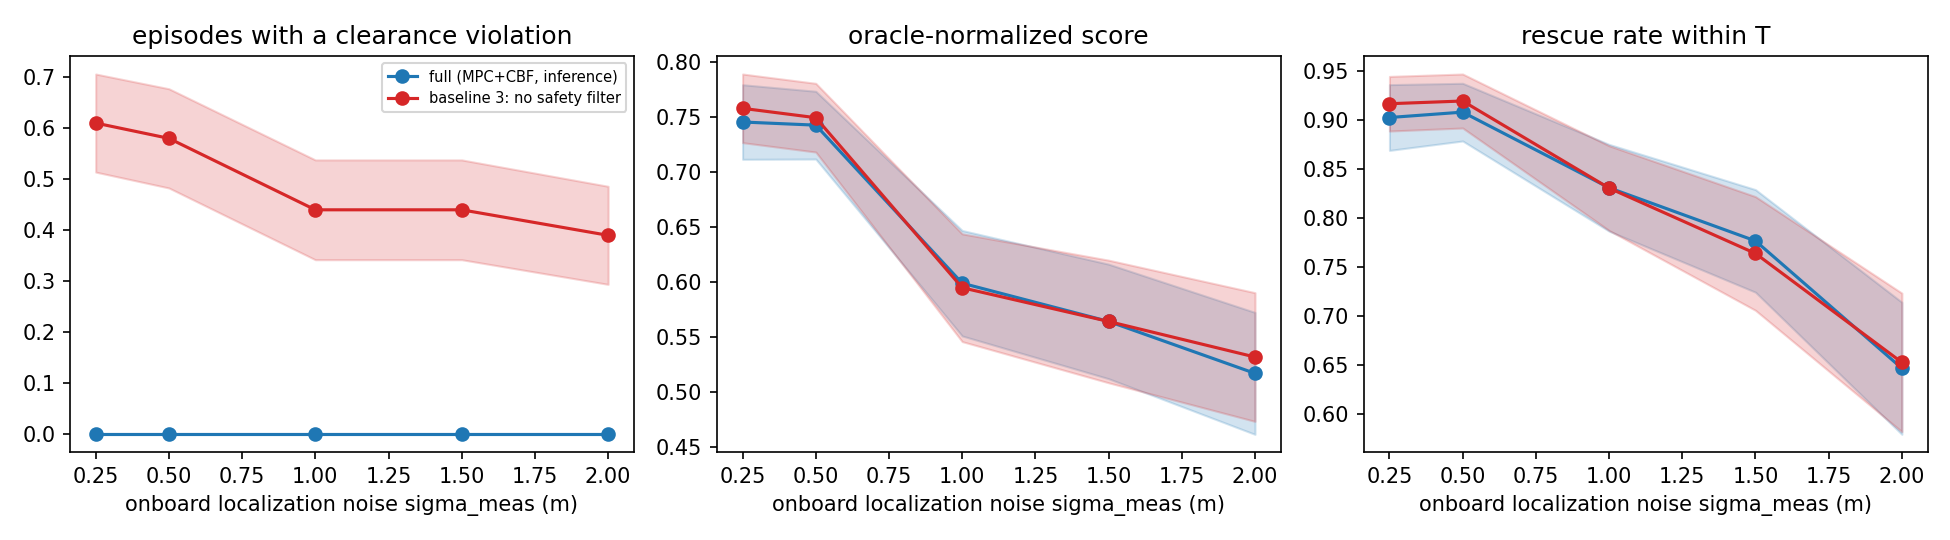 episodes with a clearance violation
0.7
0.6
0.5
0.4
0.3
0.2
0.1
0.0
0.25 0.50 0.75 1.00 1.25 1.50 1.75 2.00
onboard localization noise sigma_meas (m)
full (MPC+CBF, inference)
baseline 3: no safety filter
oracle-normalized score
0.80
0.75
0.70
0.65
0.60
0.55
0.50
0.45
0.25 0.50 0.75 1.00 1.25 1.50 1.75 2.00
onboard localization noise sigma_meas (m)
rescue rate within T
0.95
0.90
0.85
0.80
0.75
0.70
0.65
0.60
0.25 0.50 0.75 1.00 1.25 1.50 1.75 2.00
onboard localization noise sigma_meas (m)